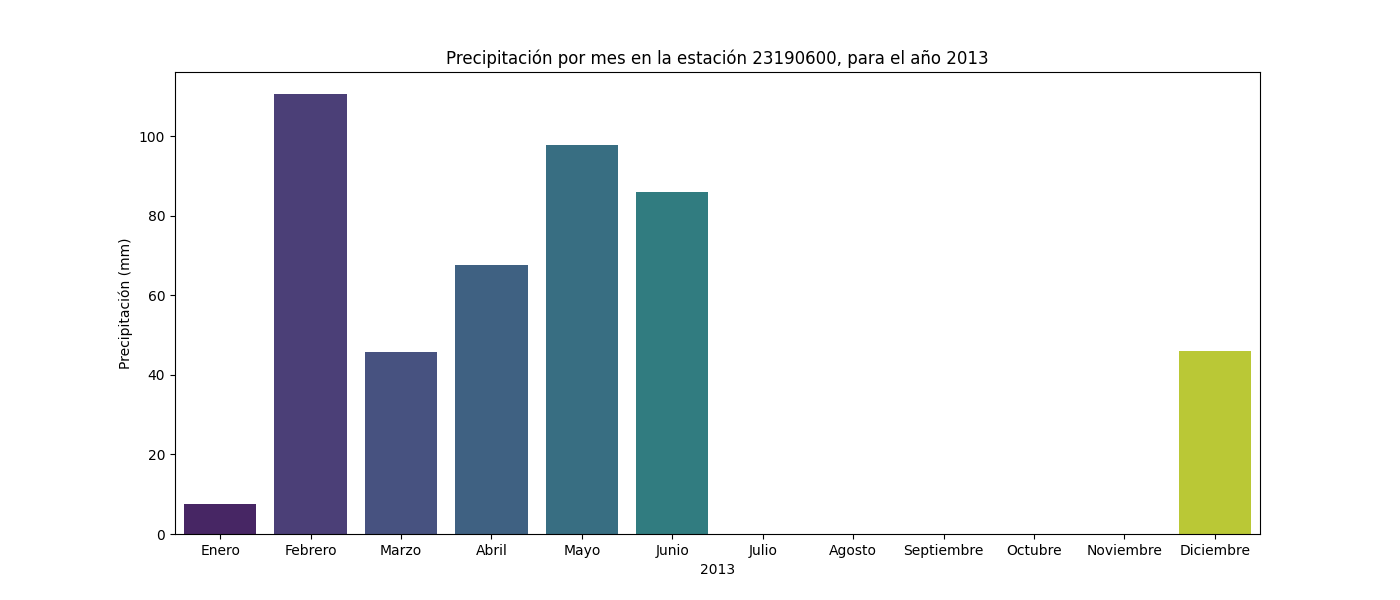 Precipitación por mes en la estación 23190600, para el año 2013
Precipitación (mm)
100
80
60
40
20
0
Enero Febrero Marzo Abril Mayo Junio Julio Agosto Septiembre Octubre Noviembre Diciembre
2013